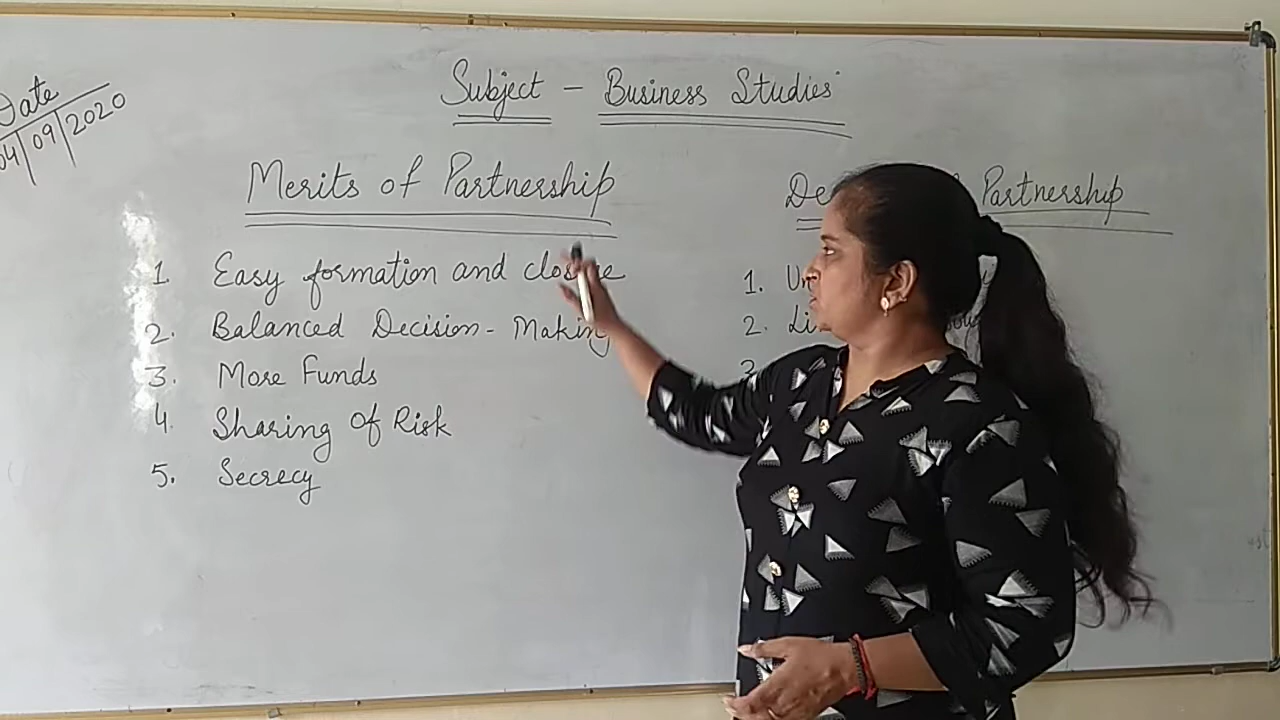 Date
04/09/2020
Subject - Business Studies
Merits of Partnership
1. Easy formation and closure
2. Balanced Decision - Making
3. More Funds
4. Sharing Of Risk
5. Secrecy
Partnership
1.
2.
3.